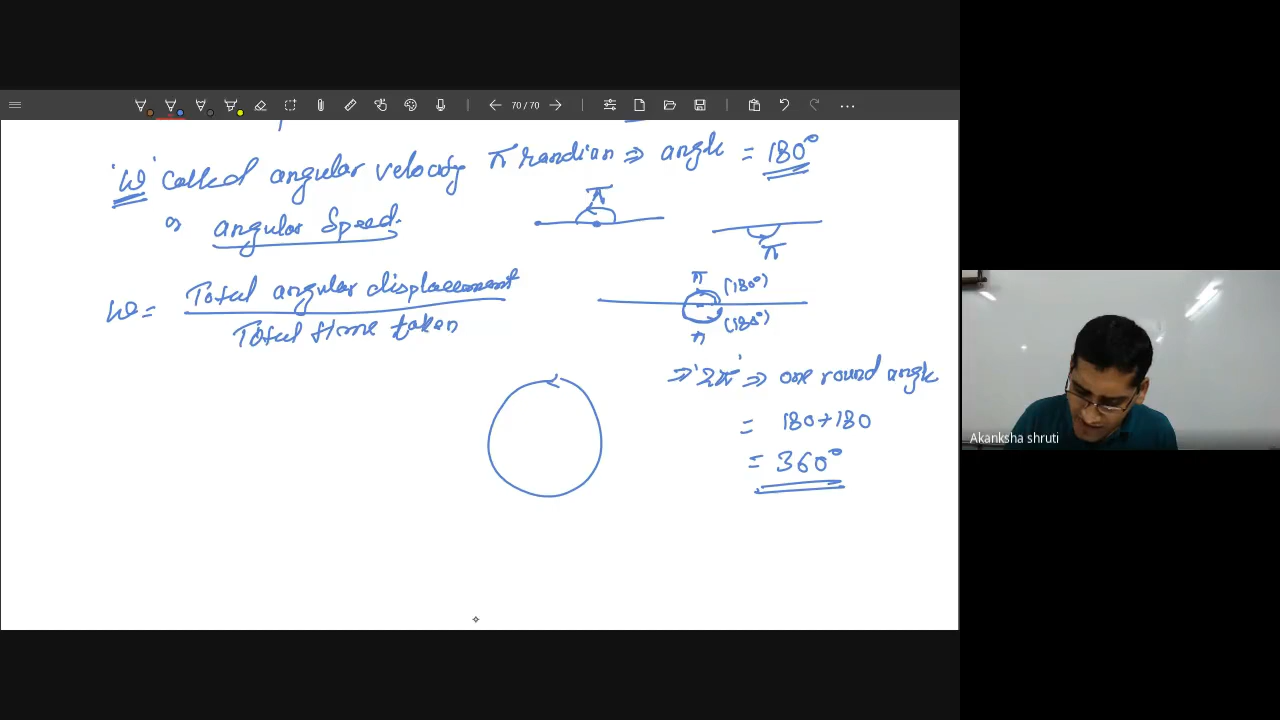 70 / 70
'ω' called angular velocity
or angular Speed.
ω = Total angular displacement
Total time taken
π randian ⇒ angle = 180°
π
π
π (180°)
(180°)
π
⇒ '2π' ⇒ one round angle
= 180+180
= 360°
Akanksha shruti